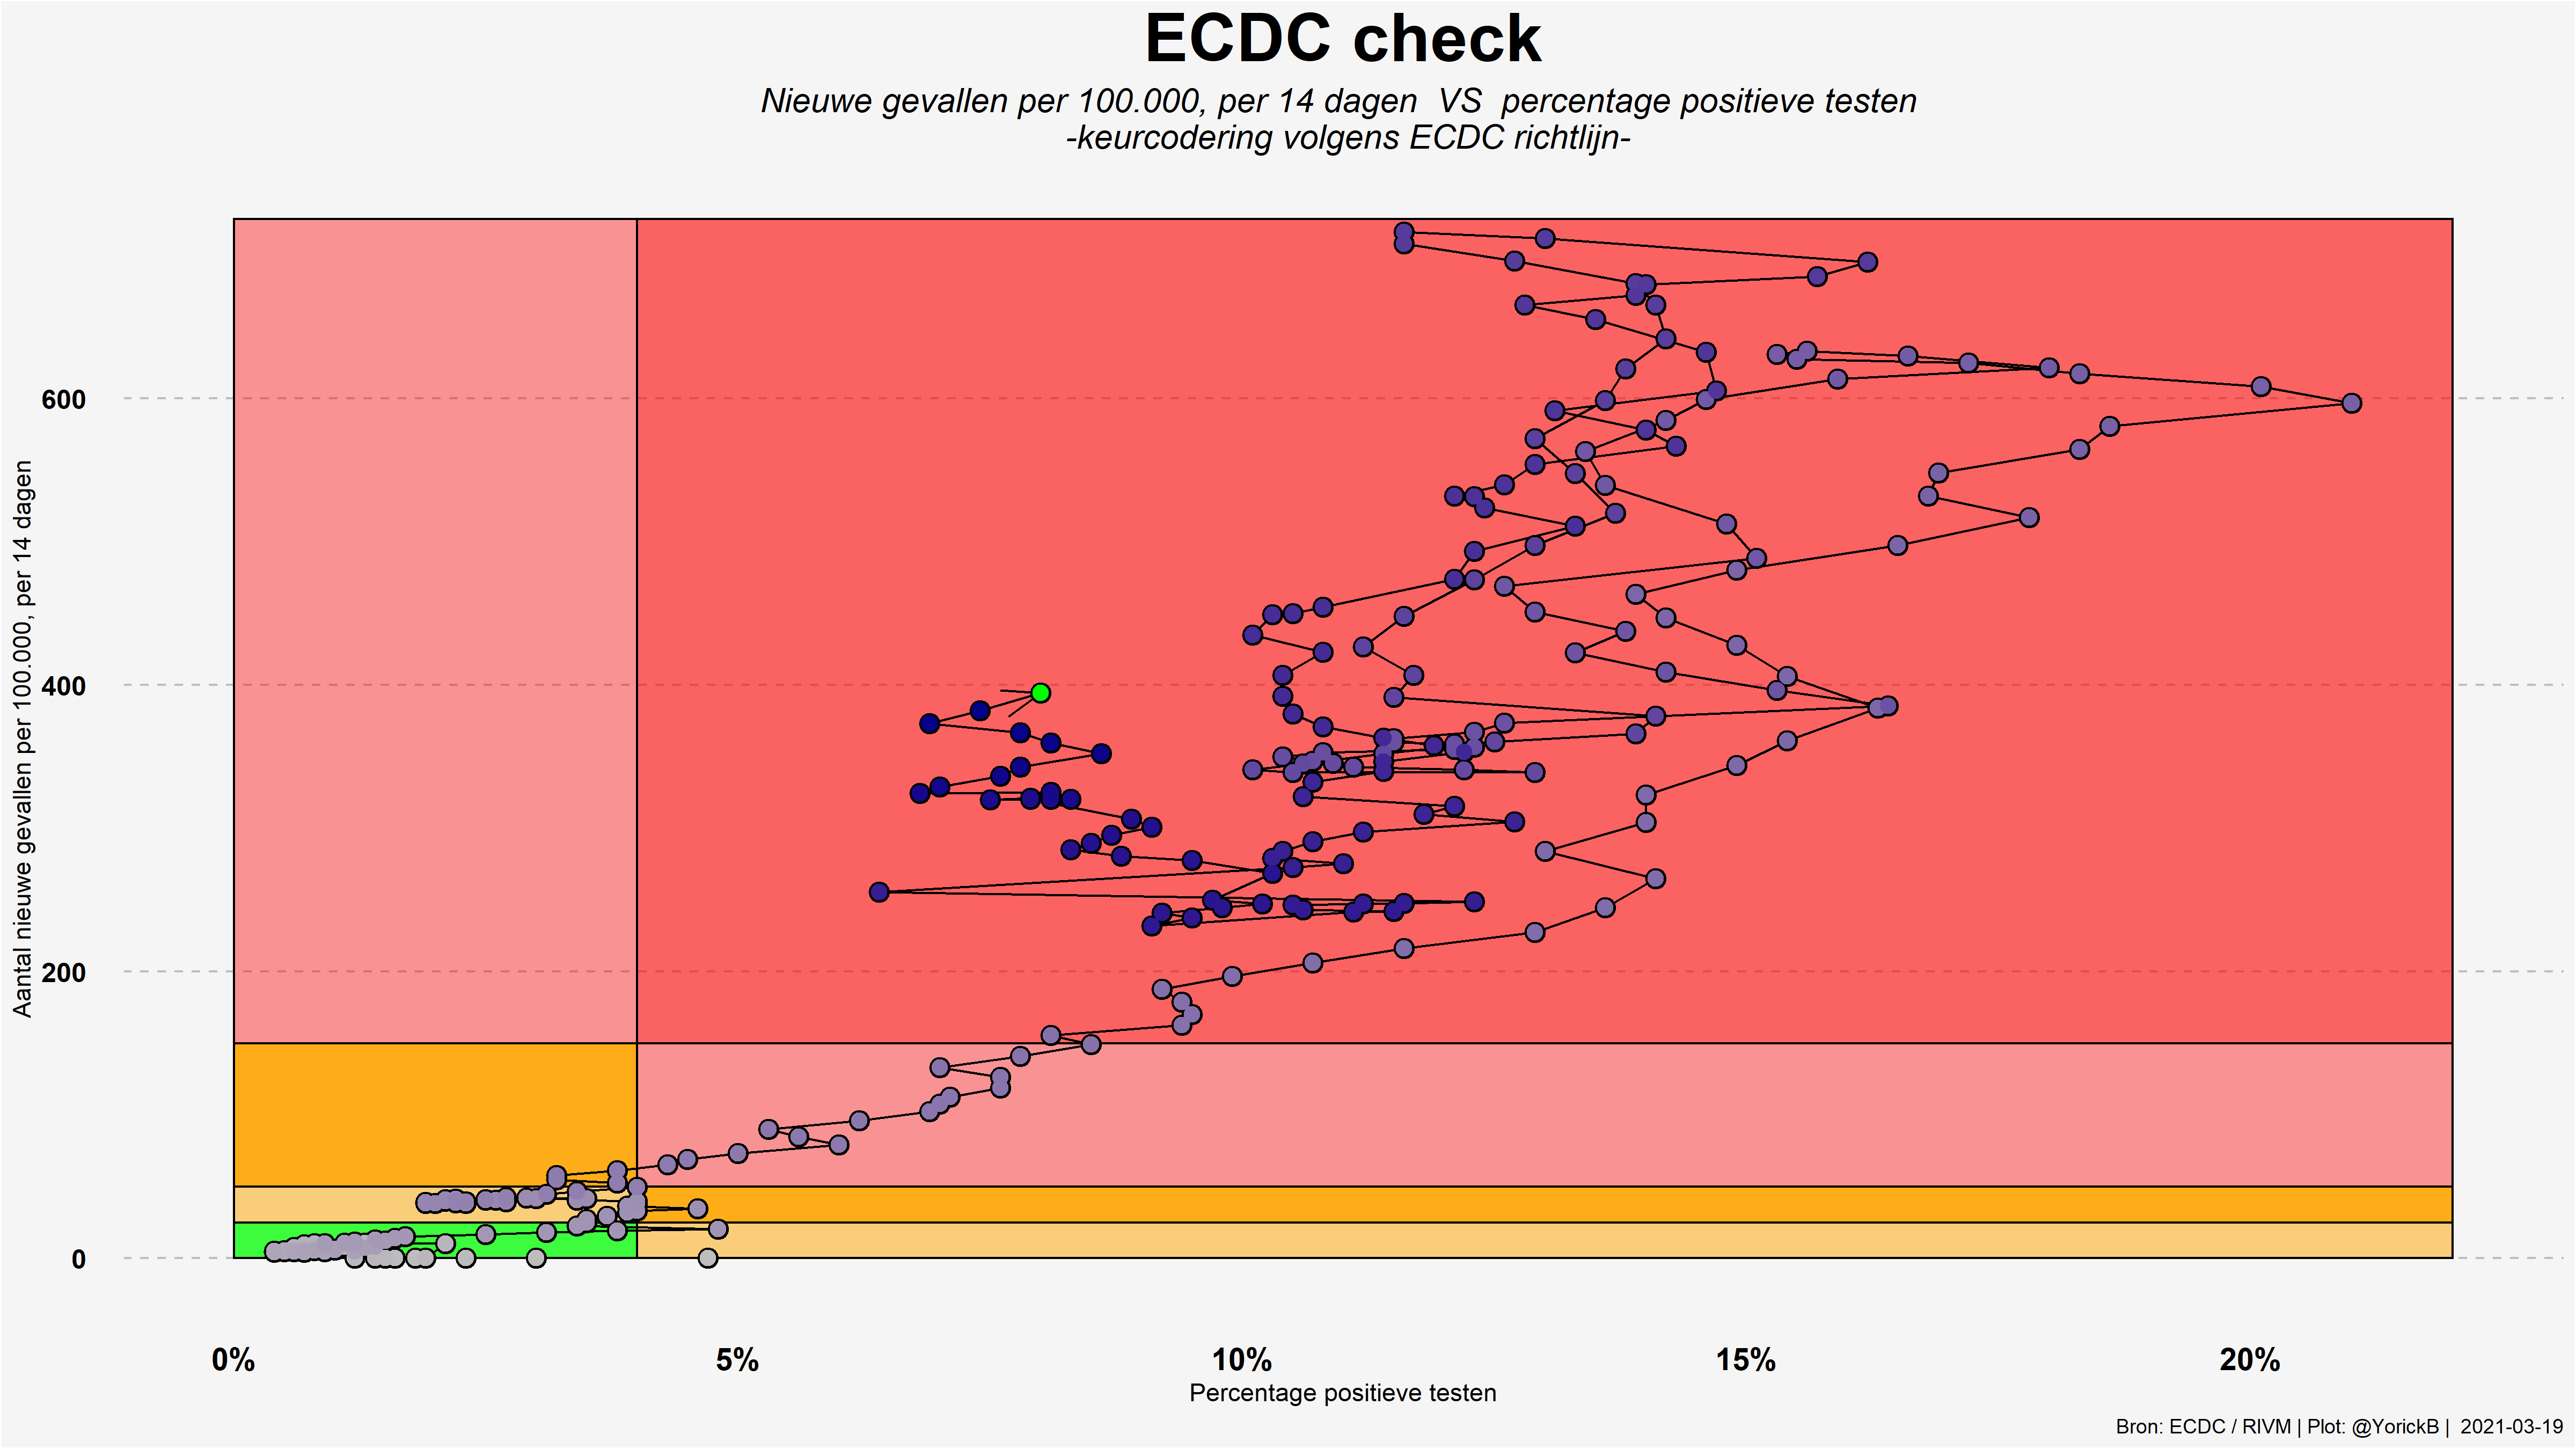 ECDC check
Nieuwe gevallen per 100.000, per 14 dagen  VS  percentage positieve testen
-keurcodering volgens ECDC richtlijn-
Aantal nieuwe gevallen per 100.000, per 14 dagen
600
400
200
0
0% 5% 10% 15% 20%
Percentage positieve testen
Bron: ECDC / RIVM | Plot: @YorickB |  2021-03-19